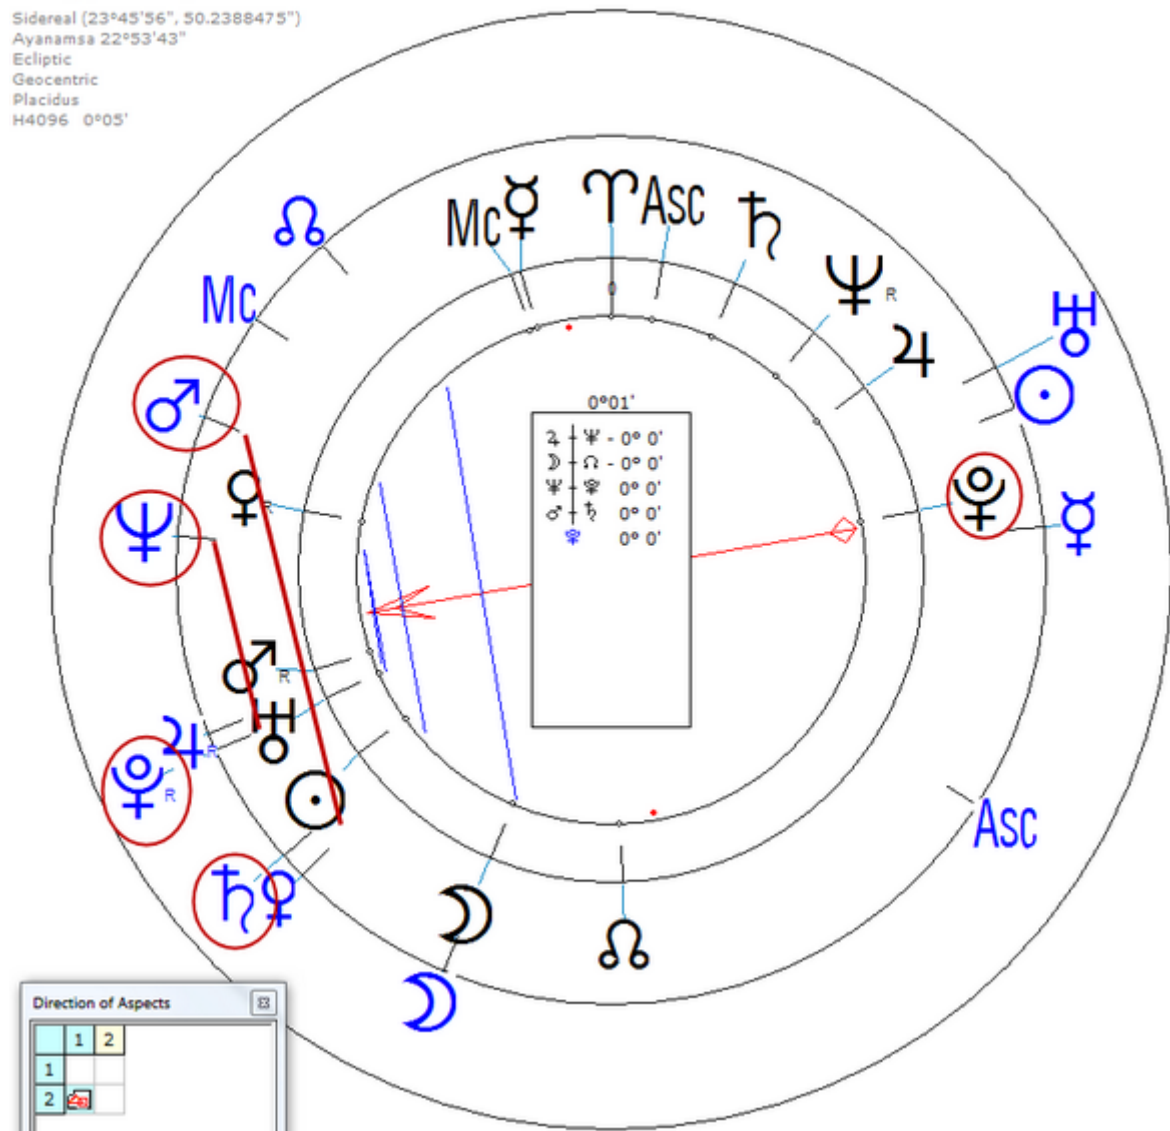 Sidereal (23°45'56", 50.2388475")
Ayanamsa 22°53'43"
Ecliptic
Geocentric
Placidus
H4096 0°05'
☊
Mc
Mc ☿ ♈ Asc ♄
♆ R
♃
♅
☉
♂
♀ R
♆
0
♇
☿
0°01'
♃ ♆ - 0° 0'
☽ ☊ - 0° 0'
♆ ♇ 0° 0'
♂ ♄ 0° 0'
♇ 0° 0'
♂ R
♅
♃ R
♇ R
☉
♄ ♀
☽
☊
☽
Asc
Direction of Aspects
1 2
1
2